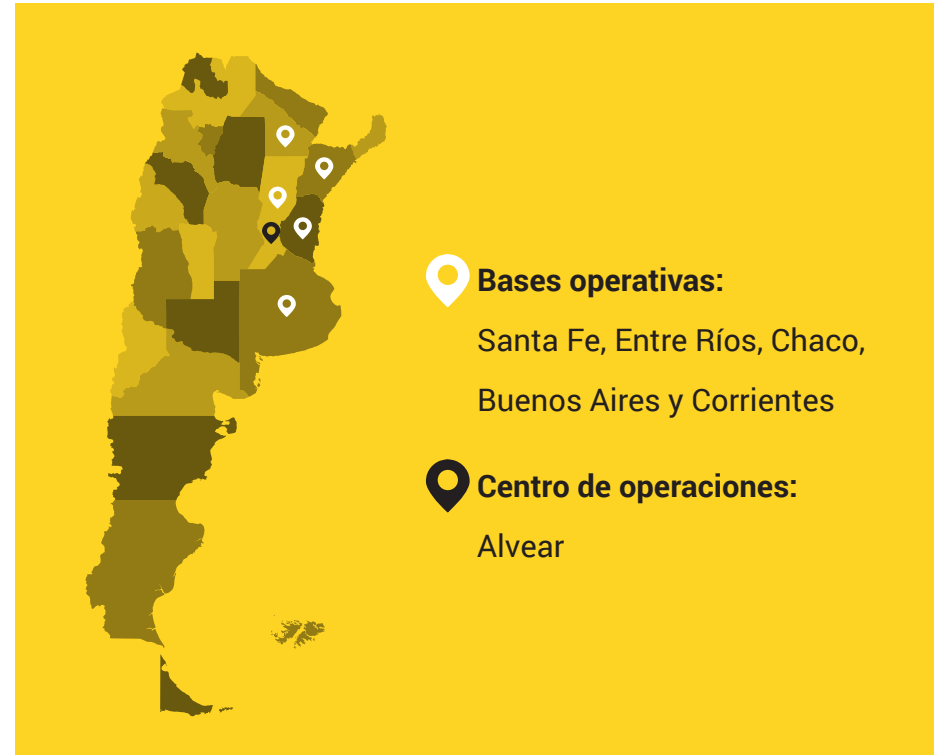 Bases operativas:
Santa Fe, Entre Ríos, Chaco,
Buenos Aires y Corrientes
Centro de operaciones:
Alvear